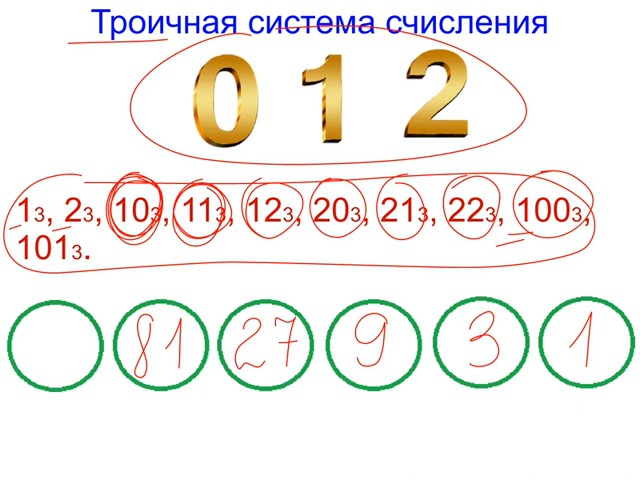 Троичная система счисления
0 1 2
1₃, 2₃, 10₃, 11₃, 12₃, 20₃, 21₃, 22₃, 100₃,
101₃.
81 27 9 3 1